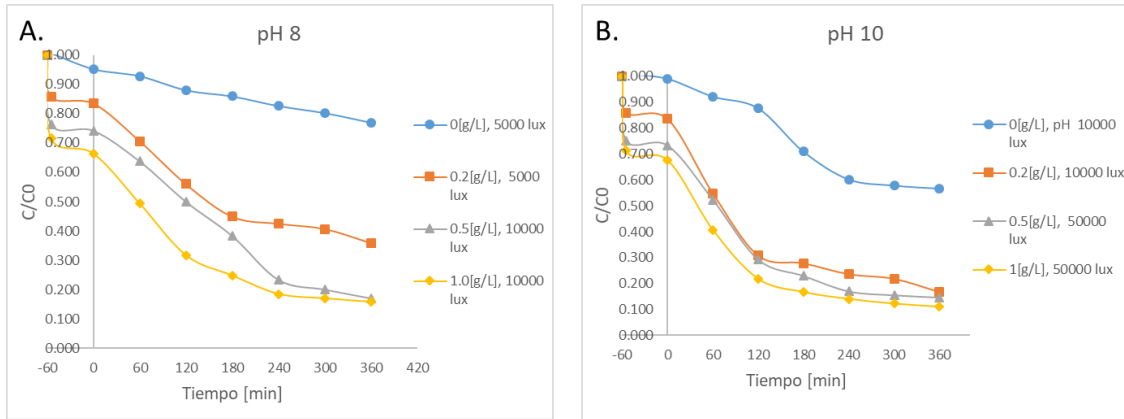 A.
pH 8
1.000
0.900
0.800
0.700
0.600
0.500
0.400
0.300
0.200
0.100
0.000
C/C0
-60 0 60 120 180 240 300 360 420
Tiempo [min]
0[g/L], 5000 lux
0.2[g/L], 5000
lux
0.5[g/L], 10000
lux
1.0[g/L], 10000
lux
B.
pH 10
1.000
0.900
0.800
0.700
0.600
0.500
0.400
0.300
0.200
0.100
0.000
C/C0
-60 0 60 120 180 240 300 360
Tiempo [min]
0[g/L], pH 10000
lux
0.2[g/L], 10000 lux
0.5[g/L], 50000
lux
1[g/L], 50000 lux